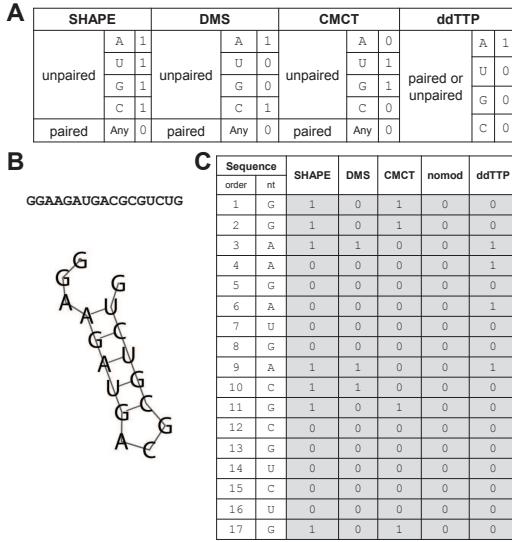 A
SHAPE DMS CMCT ddTTP
unpaired A 1 unpaired A 1 unpaired A 0 paired or unpaired A 1
U 1 U 0 U 1 U 0
G 1 G 0 G 1 G 0
C 1 C 1 C 0 C 0
paired Any 0 paired Any 0 paired Any 0
B
GGAAGAUGACGCGUCUG
G
G G
A A U
C
G U
A C
U G
G C
G
A C
C
Sequence SHAPE DMS CMCT nomod ddTTP
order nt
1 G 1 0 1 0 0
2 G 1 0 1 0 0
3 A 1 1 0 0 1
4 A 0 0 0 0 1
5 G 0 0 0 0 0
6 A 0 0 0 0 1
7 U 0 0 0 0 0
8 G 0 0 0 0 0
9 A 1 1 0 0 1
10 C 1 1 0 0 0
11 G 1 0 1 0 0
12 C 0 0 0 0 0
13 G 0 0 0 0 0
14 U 0 0 0 0 0
15 C 0 0 0 0 0
16 U 0 0 0 0 0
17 G 1 0 1 0 0